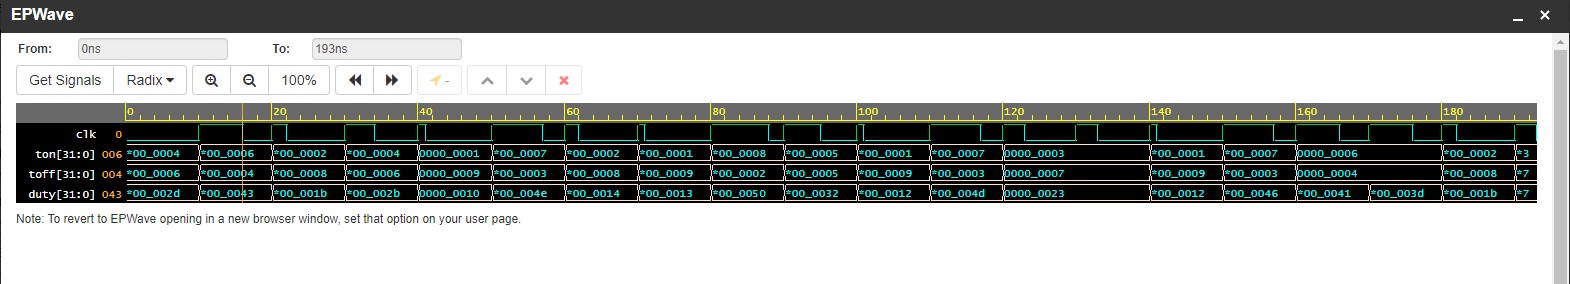 EPWave
From: 0ns To: 193ns
Get Signals Radix 100% -
0 20 40 60 80 100 120 140 160 180
clk 0
ton[31:0] 006 *00_0004 *00_0006 *00_0002 *00_0004 0000_0001 *00_0007 *00_0002 *00_0001 *00_0008 *00_0005 *00_0001 *00_0007 0000_0003 *00_0001 *00_0007 0000_0006 *00_0002 *3
toff[31:0] 004 *00_0006 *00_0004 *00_0008 *00_0006 0000_0009 *00_0003 *00_0008 *00_0009 *00_0002 *00_0005 *00_0009 *00_0003 0000_0007 *00_0009 *00_0003 0000_0004 *00_0008 *7
duty[31:0] 043 *00_002d *00_0043 *00_001b *00_002b 0000_0010 *00_004e *00_0014 *00_0013 *00_0050 *00_0032 *00_0012 *00_004d 0000_0023 *00_0012 *00_0046 *00_0041 *00_003d *00_001b *7
Note: To revert to EPWave opening in a new browser window, set that option on your user page.